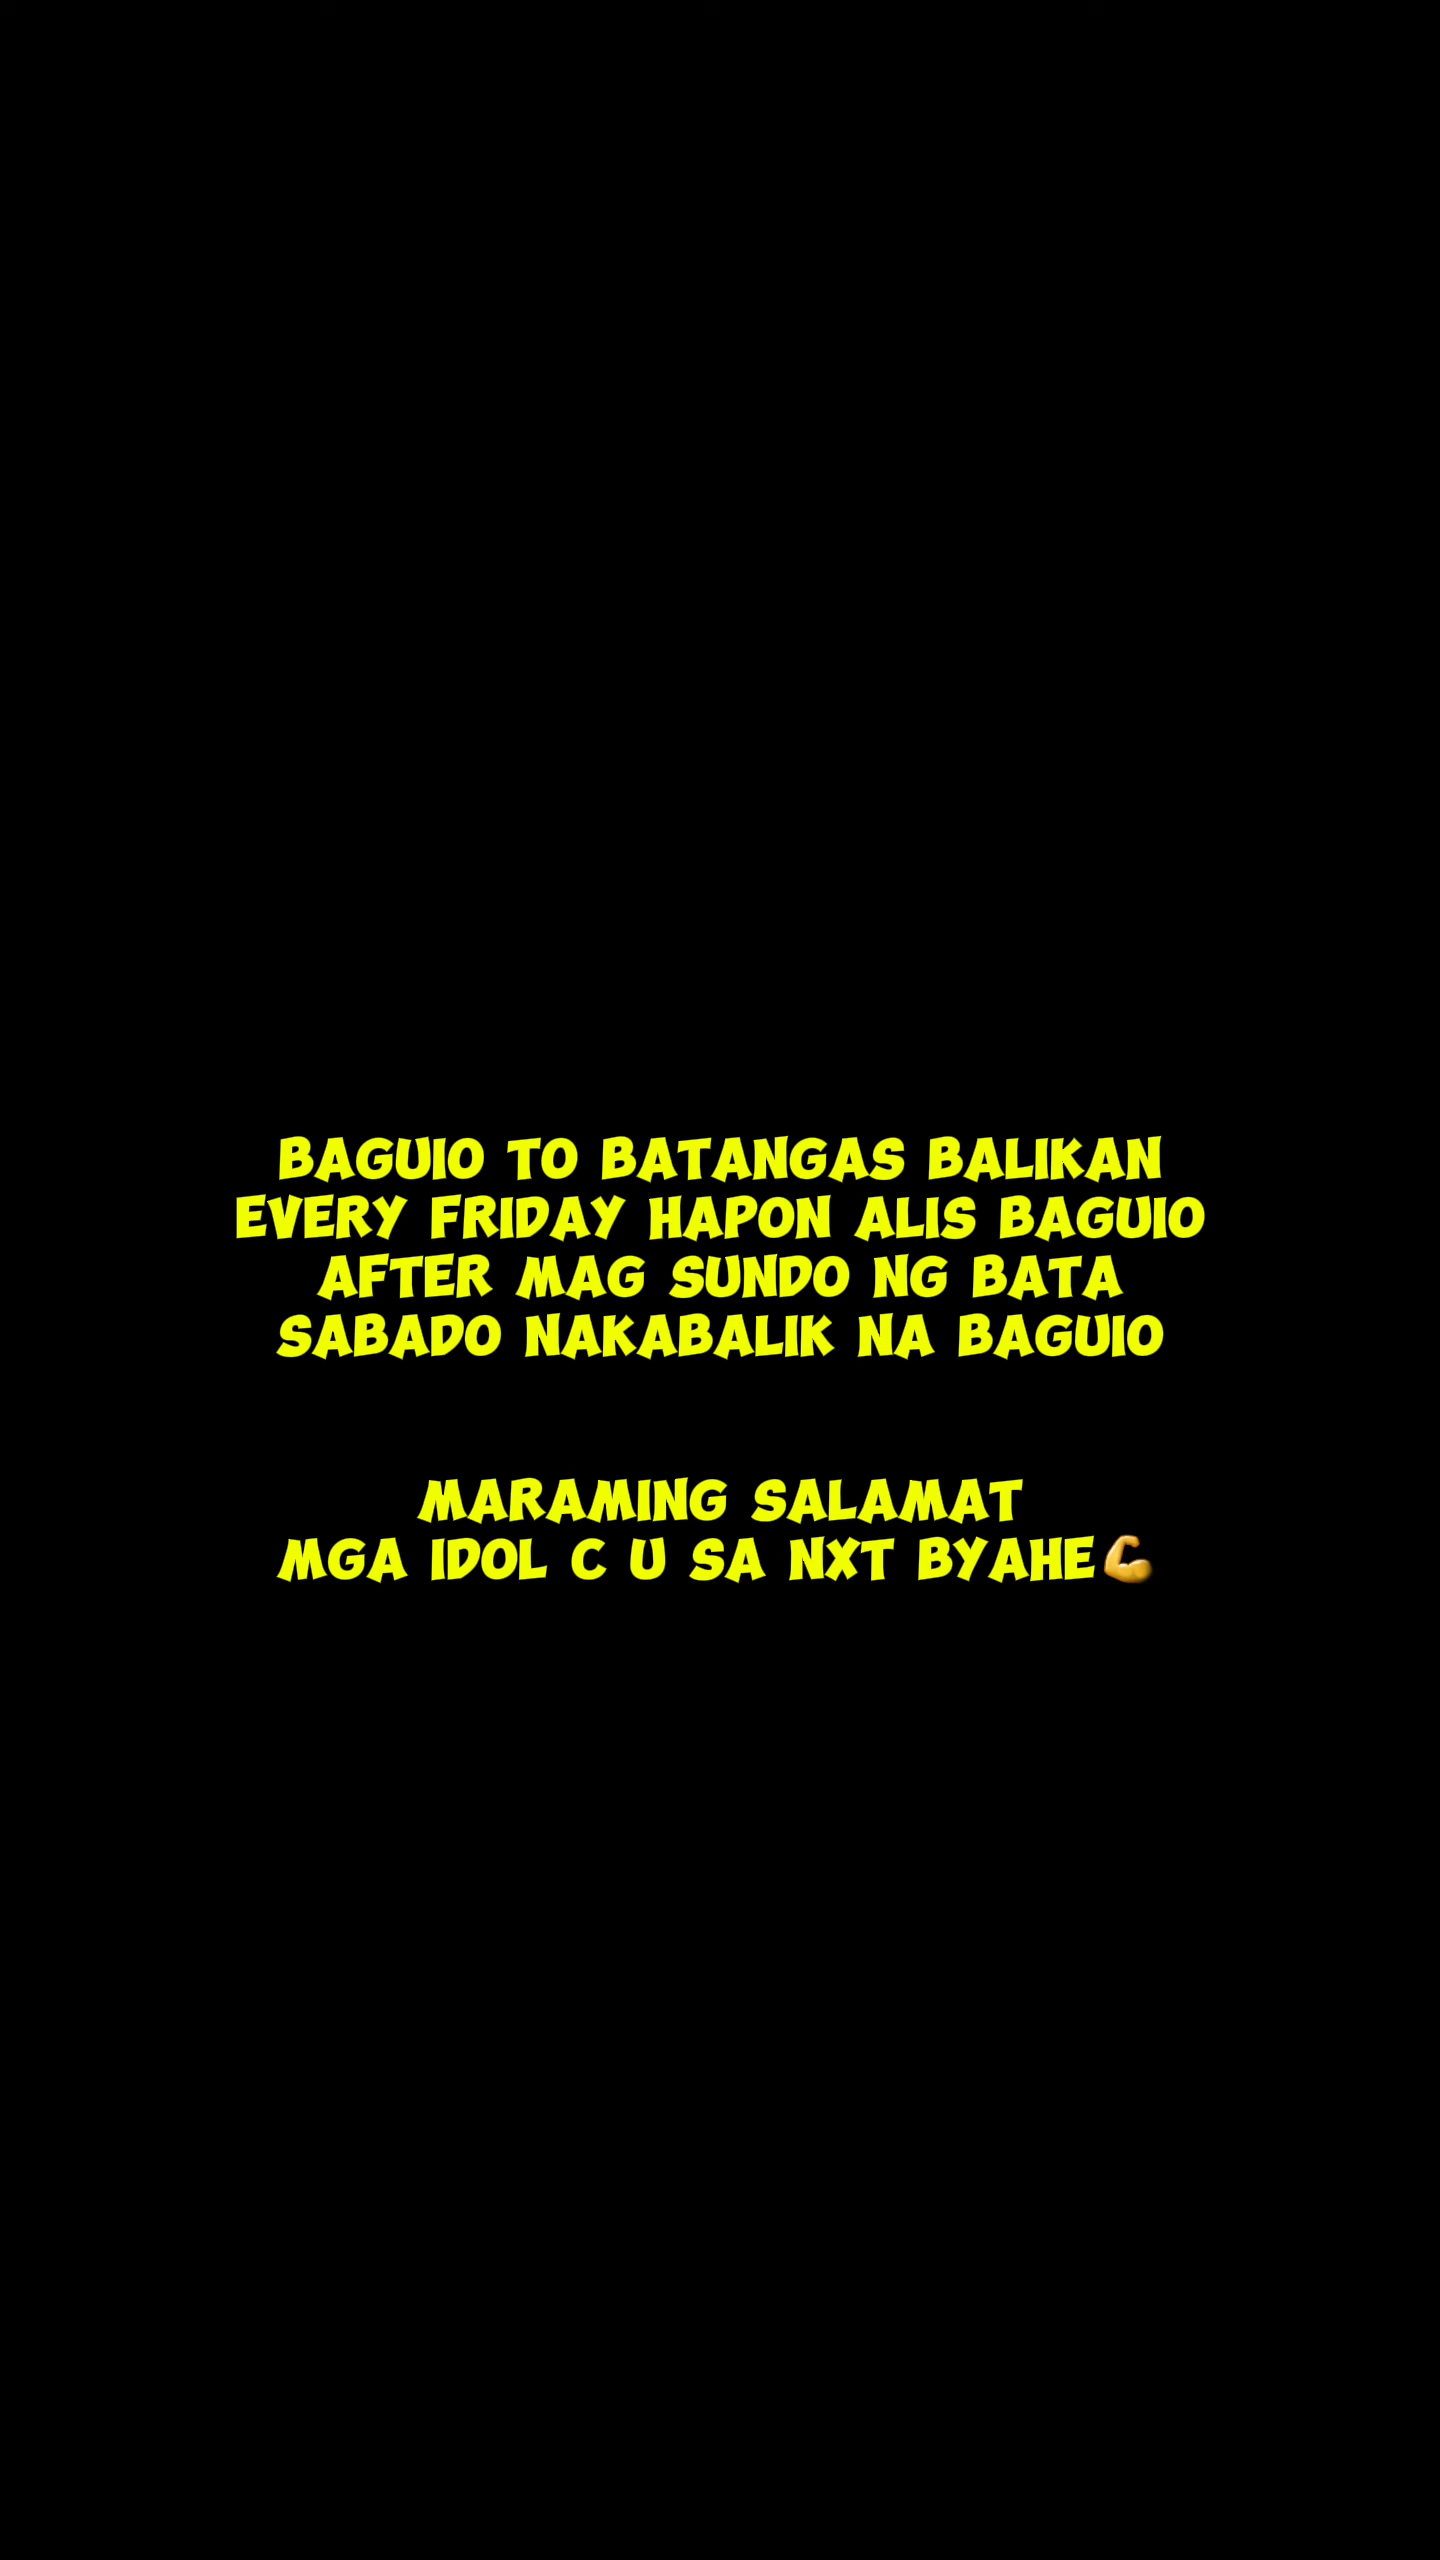 BAGUIO TO BATANGAS BALIKAN
EVERY FRIDAY HAPON ALIS BAGUIO
AFTER MAG SUNDO NG BATA
SABADO NAKABALIK NA BAGUIO
MARAMING SALAMAT
MGA IDOL C U SA NXT BYAHE💪